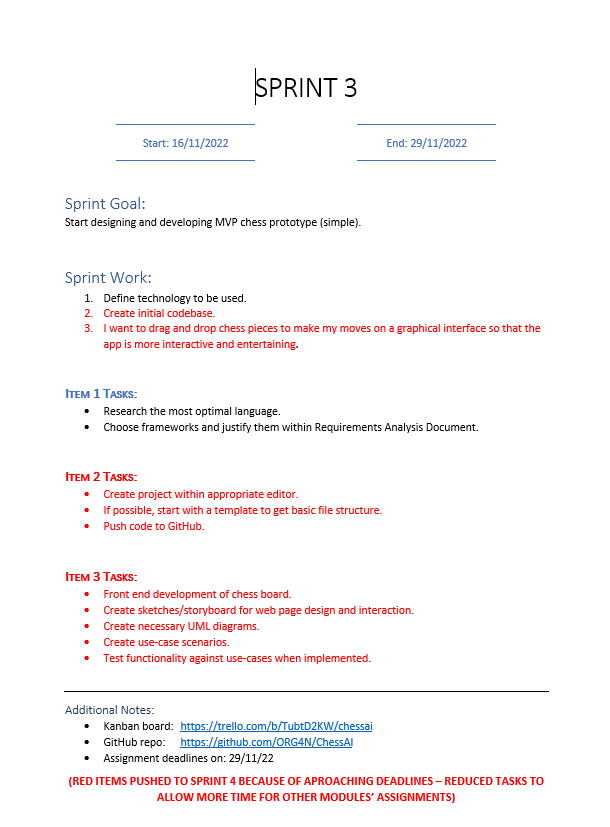 SPRINT 3
Start: 16/11/2022
End: 29/11/2022
Sprint Goal:
Start designing and developing MVP chess prototype (simple).
Sprint Work:
1. Define technology to be used.
2. Create initial codebase.
3. I want to drag and drop chess pieces to make my moves on a graphical interface so that the
app is more interactive and entertaining.
ITEM 1 TASKS:
• Research the most optimal language.
• Choose frameworks and justify them within Requirements Analysis Document.
ITEM 2 TASKS:
• Create project within appropriate editor.
• If possible, start with a template to get basic file structure.
• Push code to GitHub.
ITEM 3 TASKS:
• Front end development of chess board.
• Create sketches/storyboard for web page design and interaction.
• Create necessary UML diagrams.
• Create use-case scenarios.
• Test functionality against use-cases when implemented.
Additional Notes:
• Kanban board: https://trello.com/b/TubtD2KW/chessai
• GitHub repo: https://github.com/ORG4N/ChessAI
• Assignment deadlines on: 29/11/22
(RED ITEMS PUSHED TO SPRINT 4 BECAUSE OF APROACHING DEADLINES – REDUCED TASKS TO
ALLOW MORE TIME FOR OTHER MODULES’ ASSIGNMENTS)